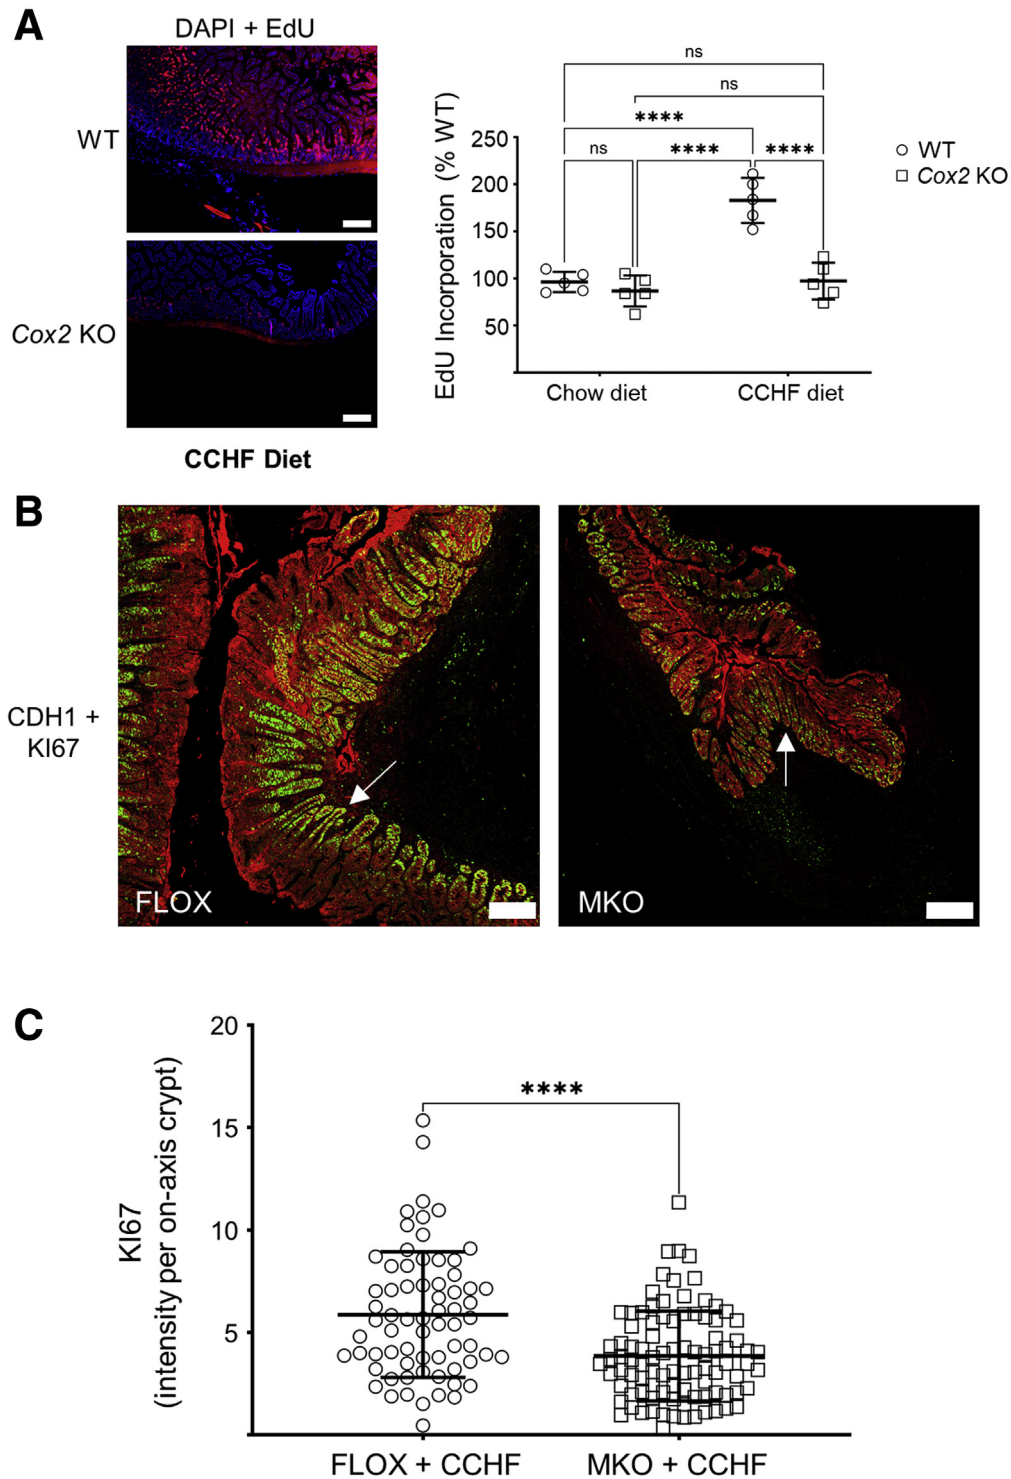 A
DAPI + EdU
WT
Cox2 KO
CCHF Diet
EdU Incorporation (% WT)
250
200
150
100
50
ns
ns
****
ns
****
****
Chow diet
CCHF diet
WT
Cox2 KO
B
CDH1 +
KI67
FLOX
MKO
C
KI67
(intensity per on-axis crypt)
20
15
10
5
****
FLOX + CCHF
MKO + CCHF